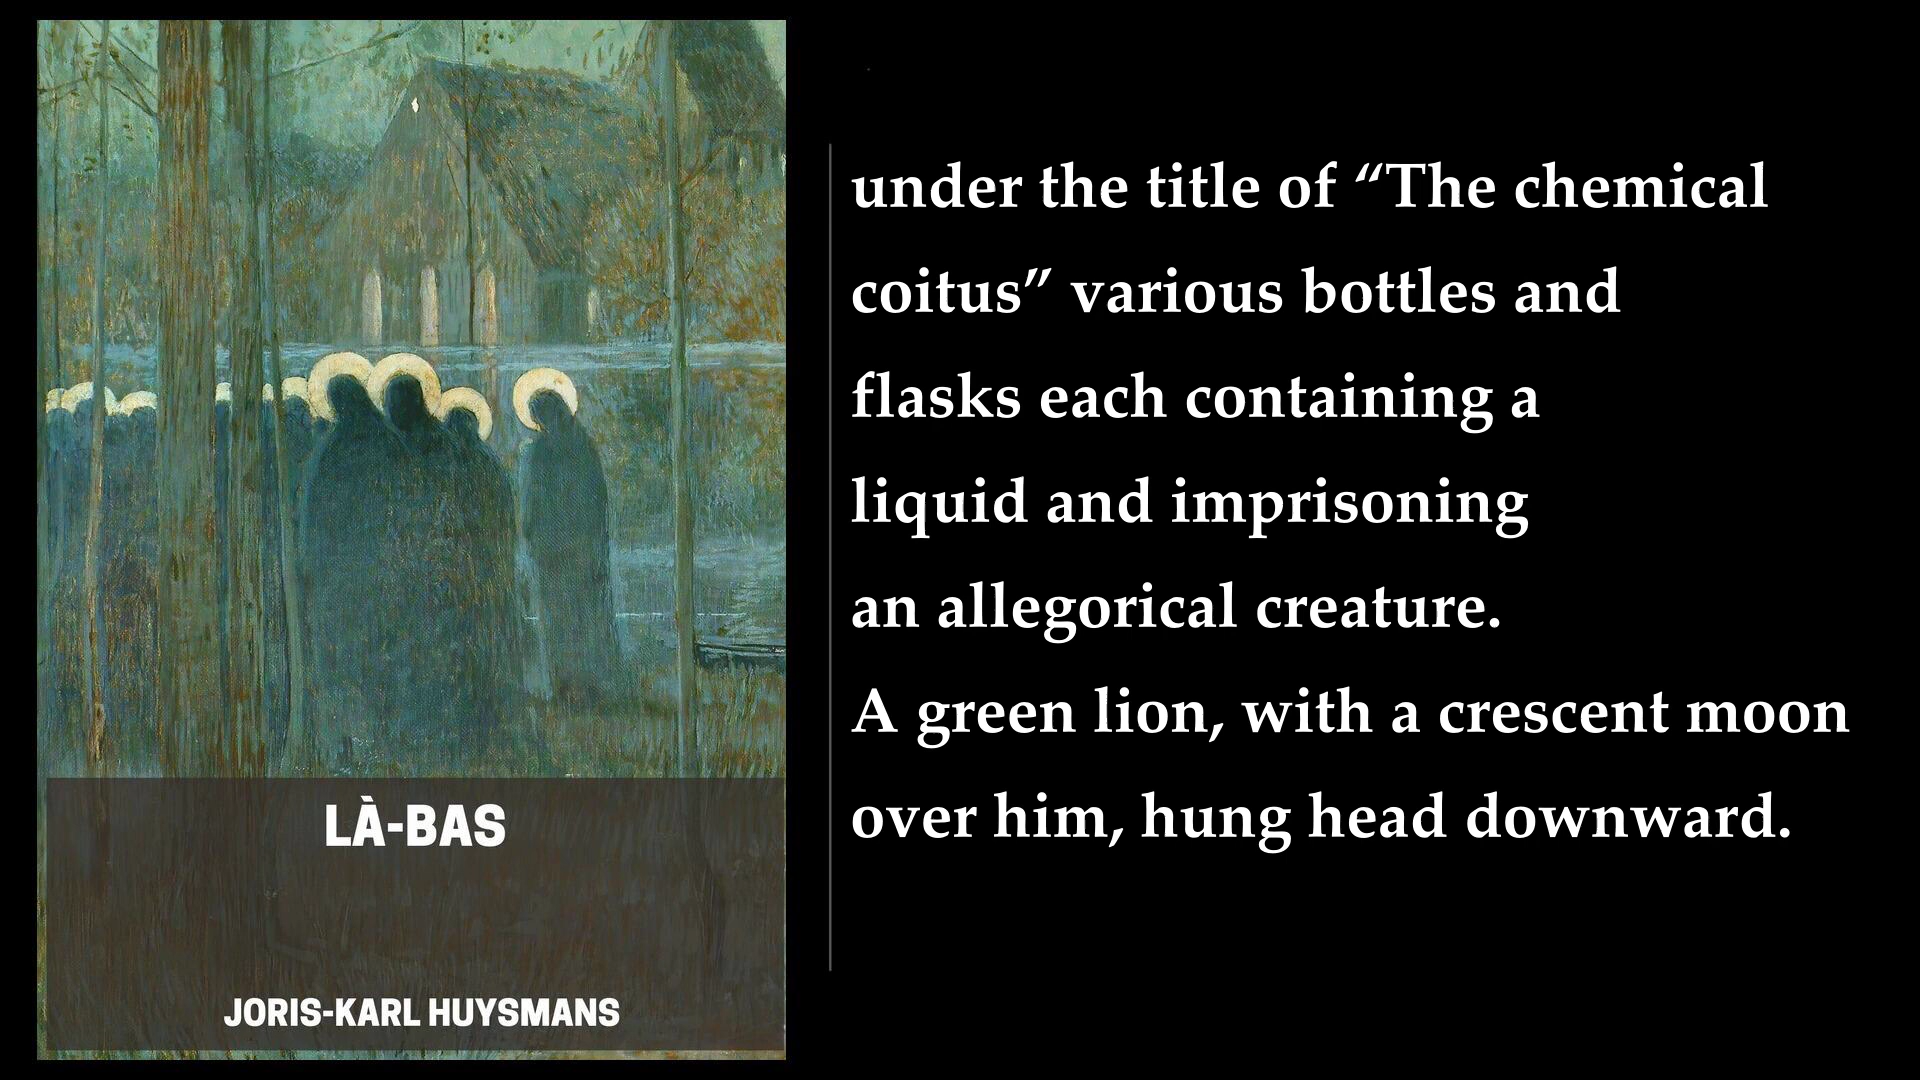 LÀ-BAS
JORIS-KARL HUYSMANS
under the title of “The chemical
coitus” various bottles and
flasks each containing a
liquid and imprisoning
an allegorical creature.
A green lion, with a crescent moon
over him, hung head downward.